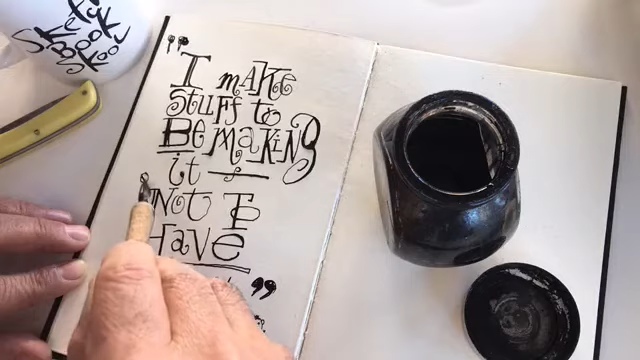 Sketch
Book
Skool
"I make
Stuff to
Be making
it —
Not To
Have
"